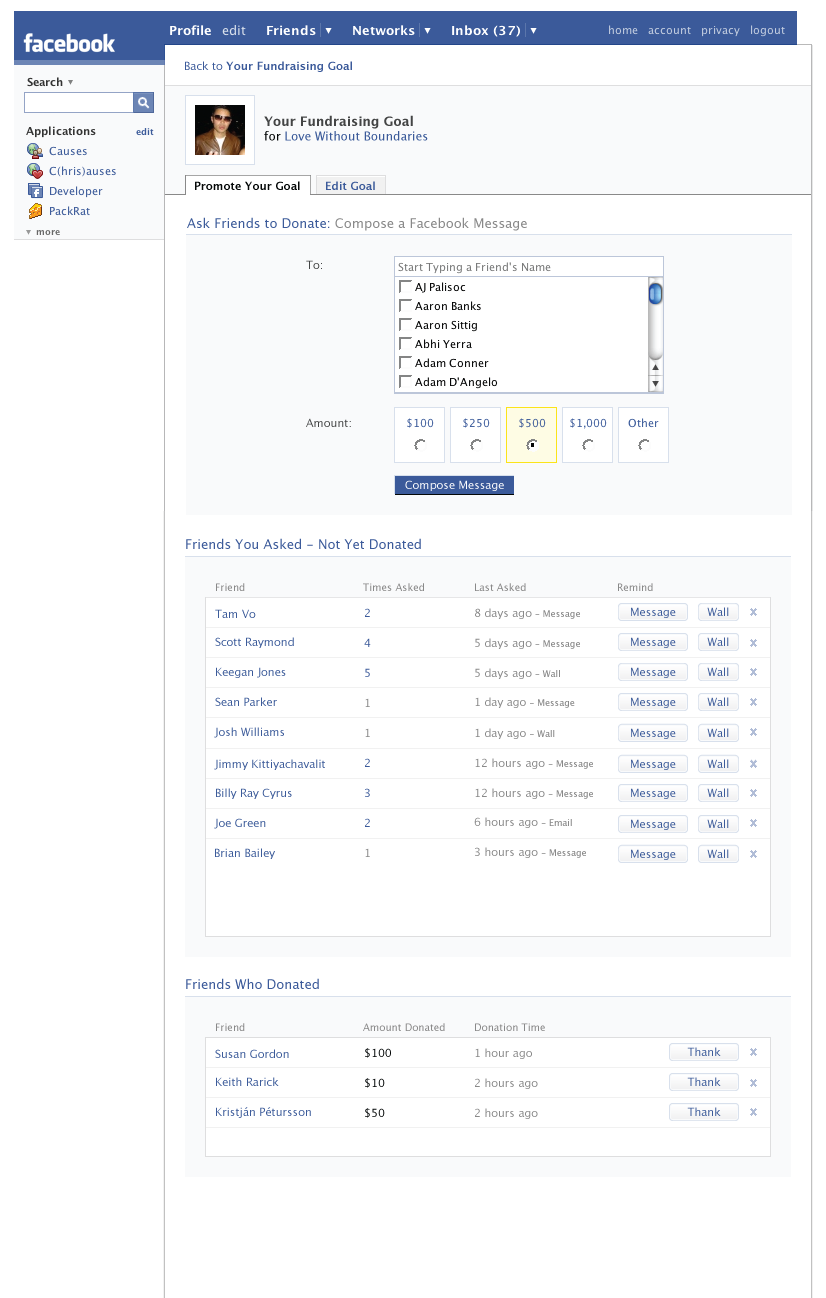 facebook
Profile edit Friends ▼ Networks ▼ Inbox (37) ▼ home account privacy logout
Search ▼
Applications edit
Causes
C(hris)auses
Developer
PackRat
▼ more
Back to Your Fundraising Goal
Your Fundraising Goal
for Love Without Boundaries
Promote Your Goal Edit Goal
Ask Friends to Donate: Compose a Facebook Message
To: Start Typing a Friend's Name
AJ Palisoc
Aaron Banks
Aaron Sittig
Abhi Yerra
Adam Conner
Adam D'Angelo
Amount: $100 $250 $500 $1,000 Other
Compose Message
Friends You Asked – Not Yet Donated
Friend Times Asked Last Asked Remind
Tam Vo 2 8 days ago – Message Message Wall x
Scott Raymond 4 5 days ago – Message Message Wall x
Keegan Jones 5 5 days ago – Wall Message Wall x
Sean Parker 1 1 day ago – Message Message Wall x
Josh Williams 1 1 day ago – Wall Message Wall x
Jimmy Kittiyachavalit 2 12 hours ago – Message Message Wall x
Billy Ray Cyrus 3 12 hours ago – Message Message Wall x
Joe Green 2 6 hours ago – Email Message Wall x
Brian Bailey 1 3 hours ago – Message Message Wall x
Friends Who Donated
Friend Amount Donated Donation Time
Susan Gordon $100 1 hour ago Thank x
Keith Rarick $10 2 hours ago Thank x
Kristján Pétursson $50 2 hours ago Thank x